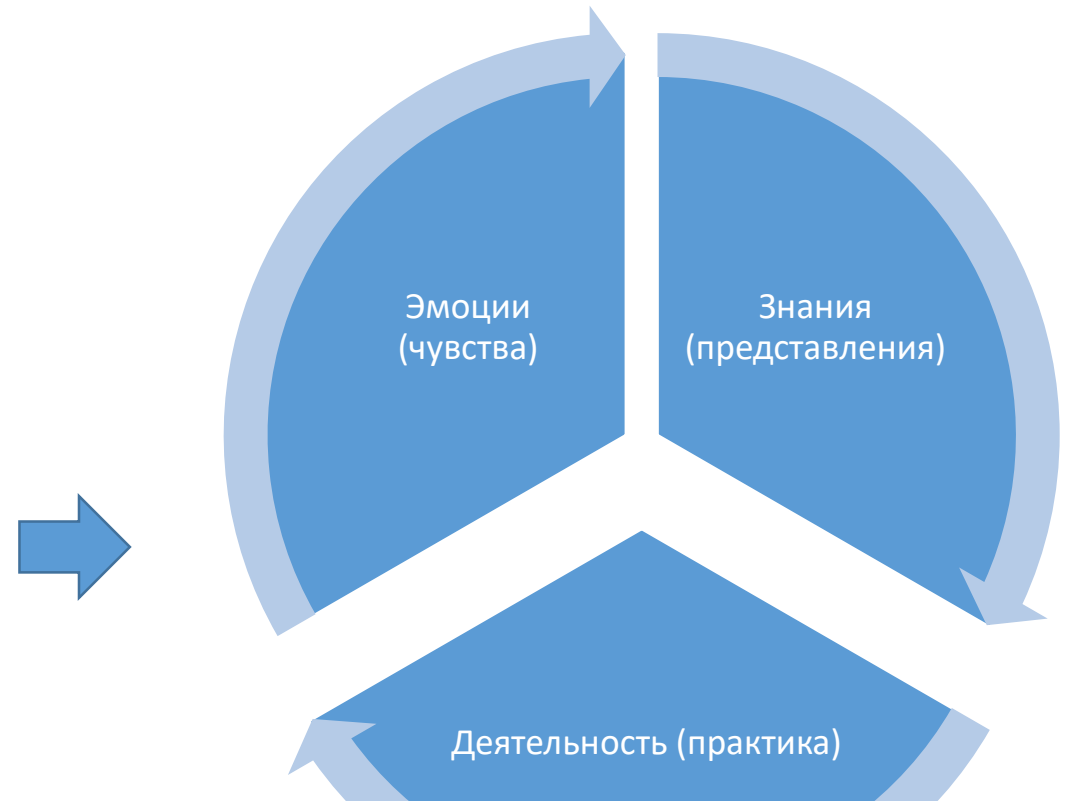 Эмоции
(чувства)
Знания
(представления)
Деятельность (практика)